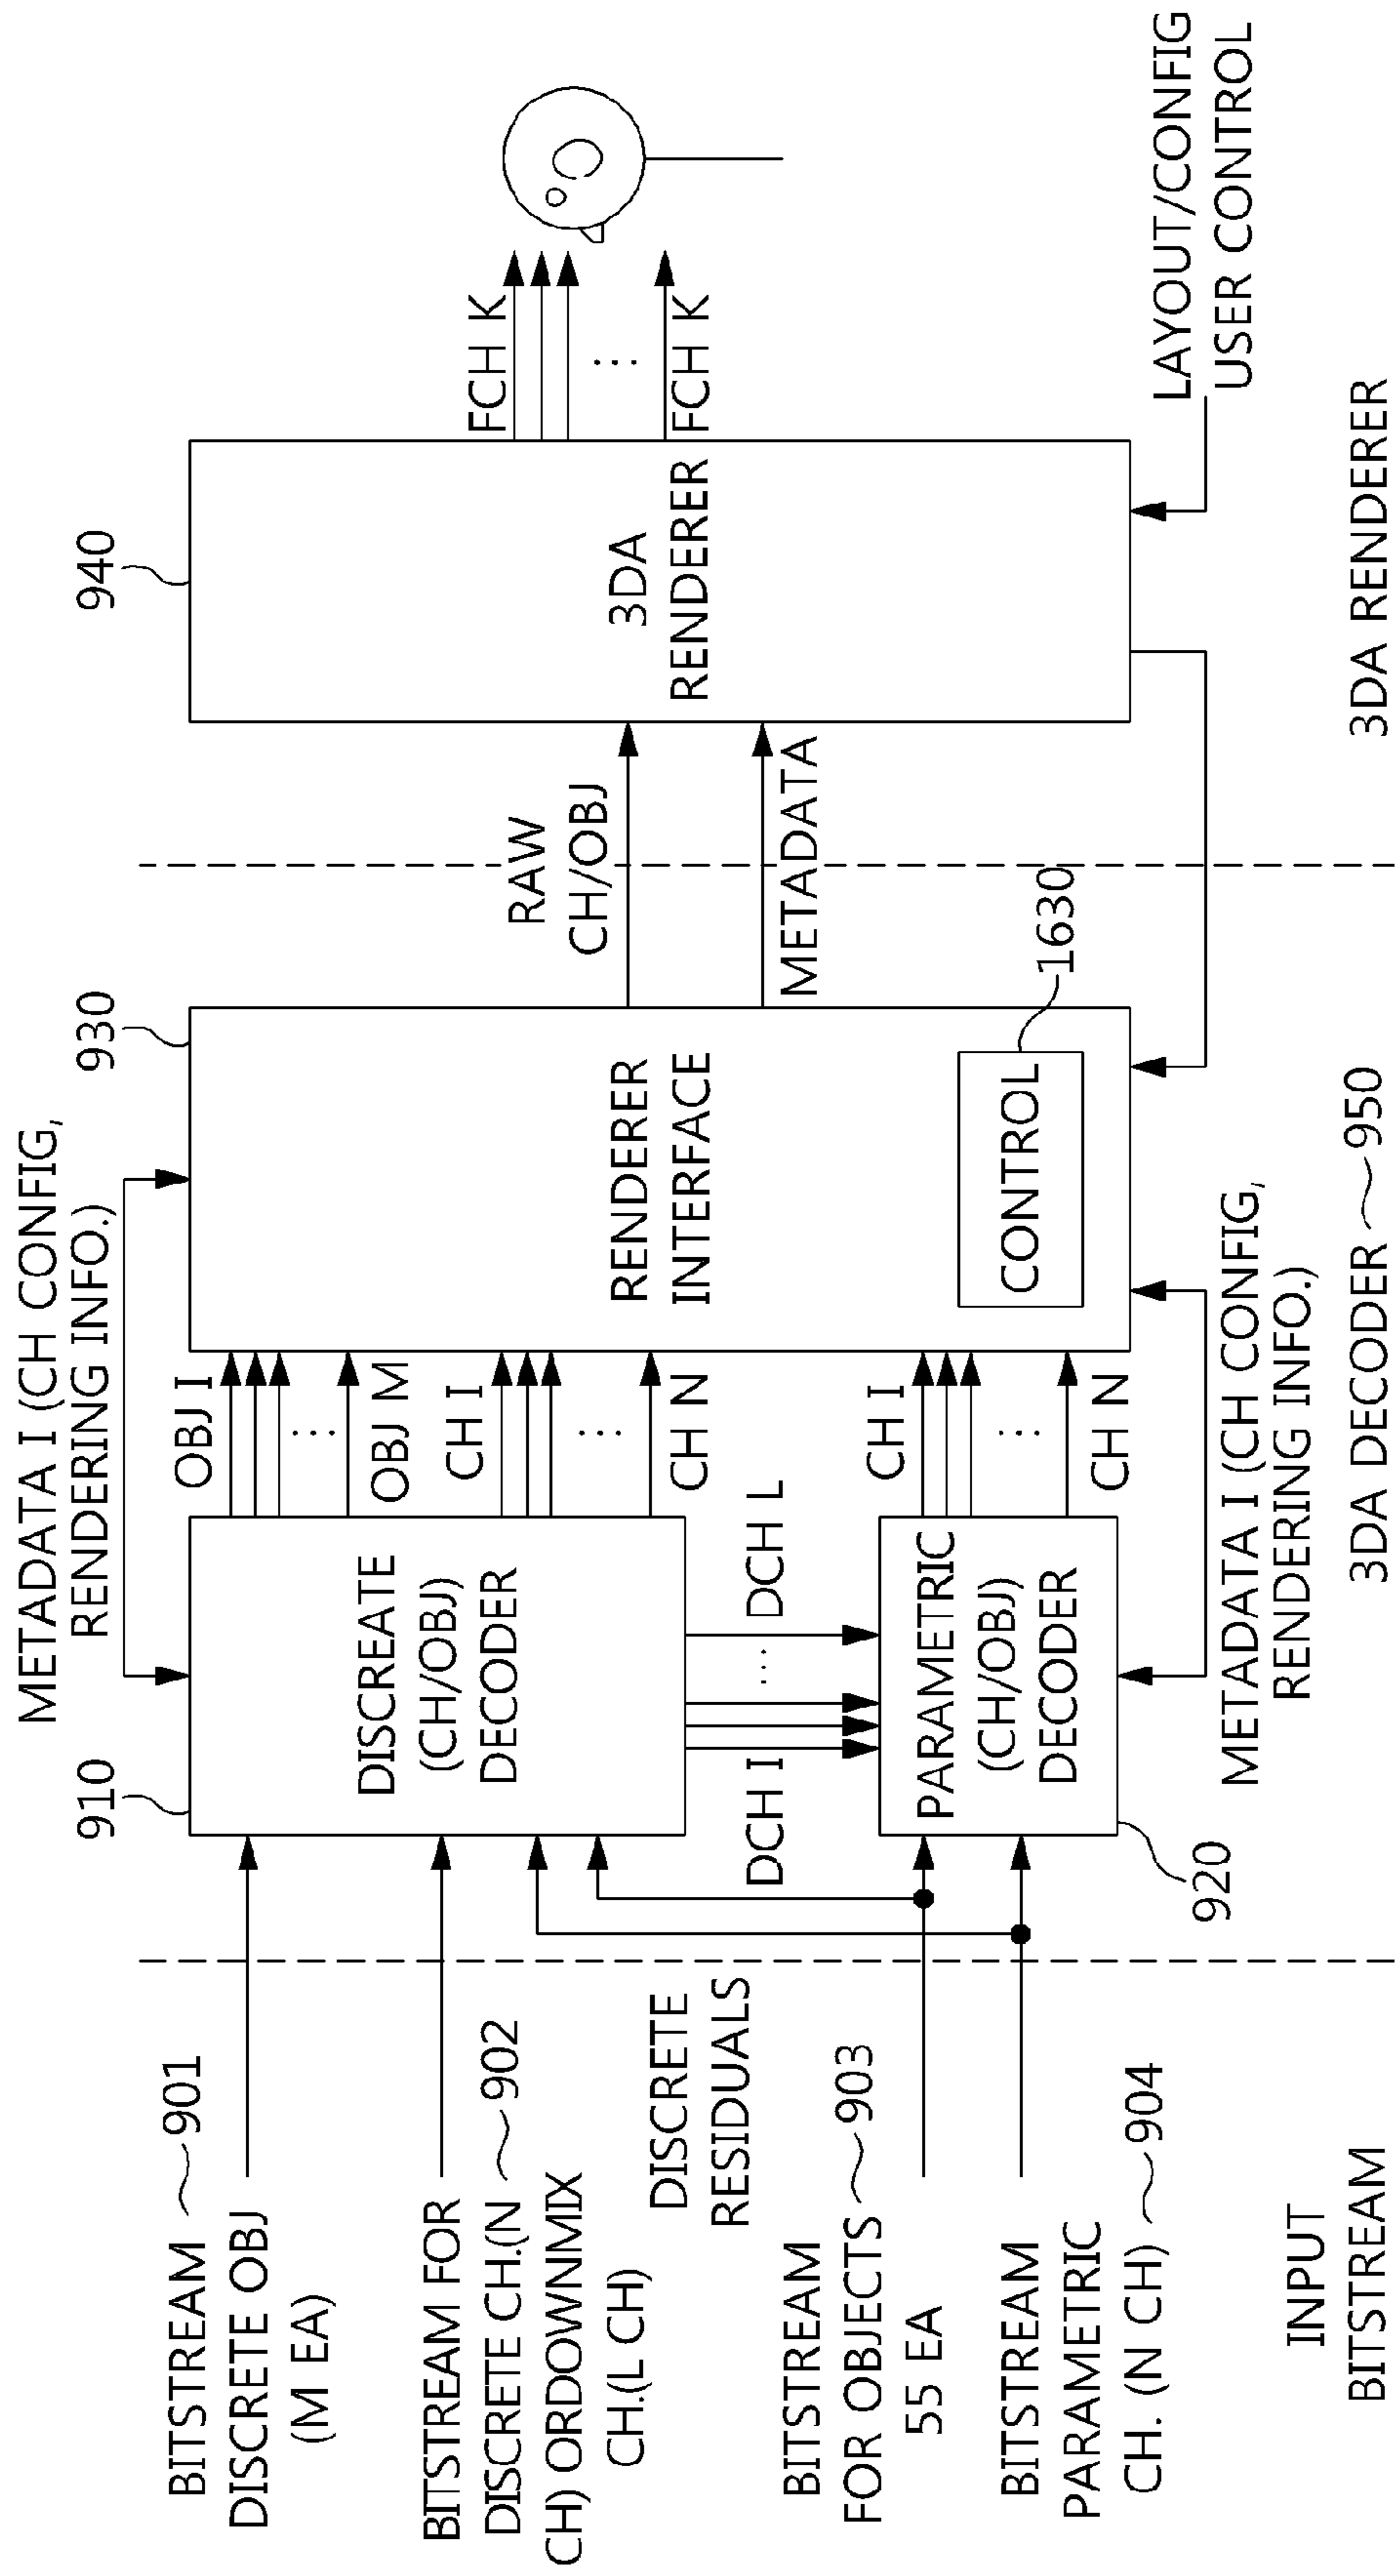 METADATA I (CH CONFIG,
RENDERING INFO.)
910
930
940
BITSTREAM 901
DISCRETE OBJ
(M EA)
BITSTREAM FOR
DISCRETE CH.(N 902
CH) ORDOWNMIX
CH.(L CH)
DISCRETE
RESIDUALS
BITSTREAM
FOR OBJECTS 903
55 EA
BITSTREAM
PARAMETRIC
CH. (N CH) 904
INPUT
BITSTREAM
DISCREATE
(CH/OBJ)
DECODER
DCH I
... DCH L
PARAMETRIC
(CH/OBJ)
DECODER
920
OBJ I
...
OBJ M
CH I
...
CH N
CH I
...
CH N
RENDERER
INTERFACE
CONTROL
1630
METADATA I (CH CONFIG,
RENDERING INFO.)
3DA DECODER 950
RAW
CH/OBJ
METADATA
3DA
RENDERER
FCH K
...
FCH K
LAYOUT/CONFIG
USER CONTROL
3DA RENDERER